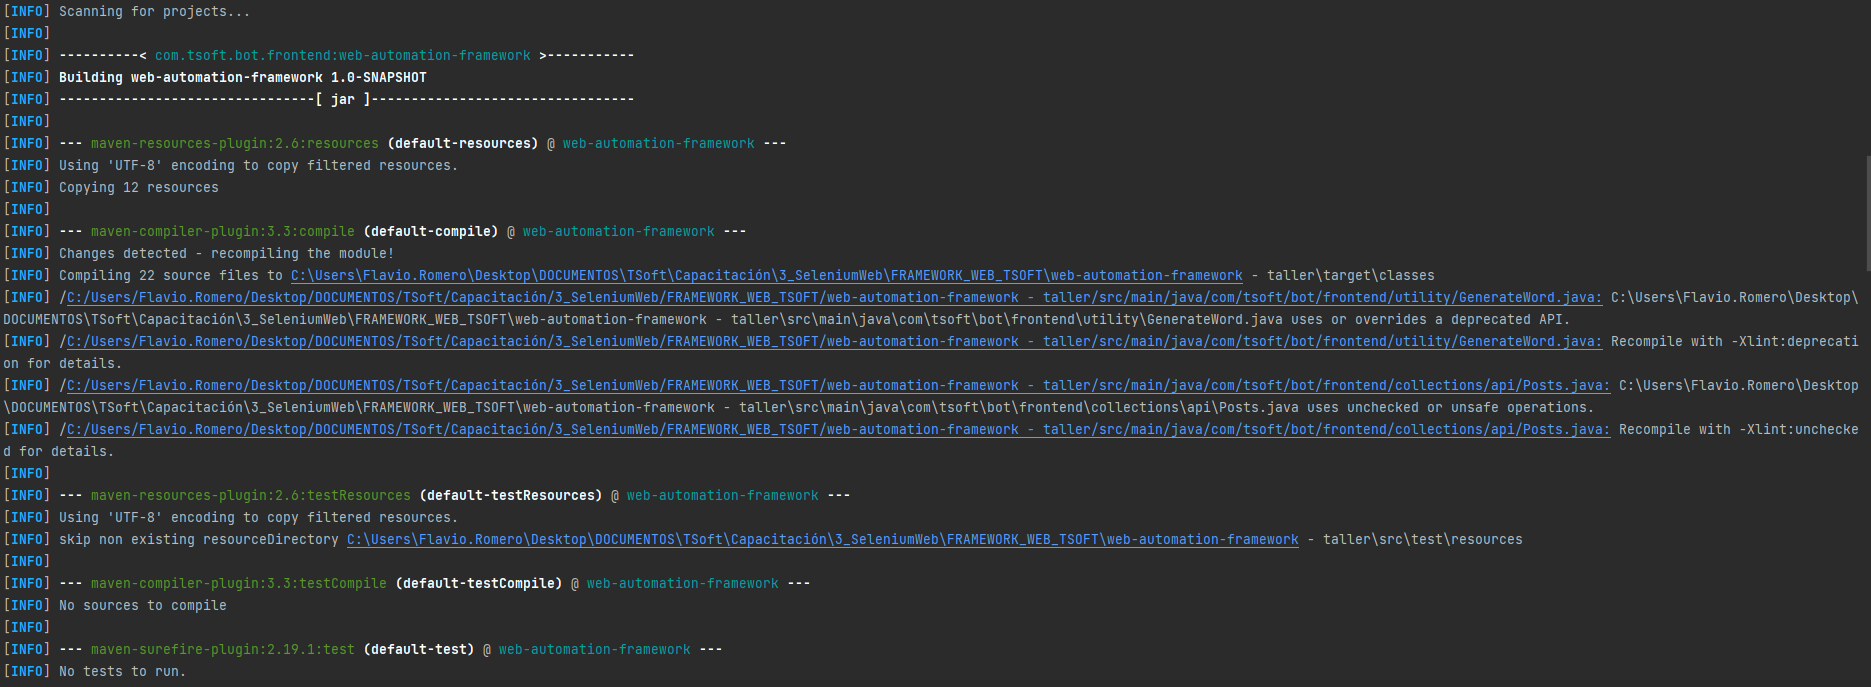 [INFO] Scanning for projects...
[INFO]
[INFO] ----------< com.tsoft.bot.frontend:web-automation-framework >-----------
[INFO] Building web-automation-framework 1.0-SNAPSHOT
[INFO] --------------------------------[ jar ]---------------------------------
[INFO]
[INFO] --- maven-resources-plugin:2.6:resources (default-resources) @ web-automation-framework ---
[INFO] Using 'UTF-8' encoding to copy filtered resources.
[INFO] Copying 12 resources
[INFO]
[INFO] --- maven-compiler-plugin:3.3:compile (default-compile) @ web-automation-framework ---
[INFO] Changes detected - recompiling the module!
[INFO] Compiling 22 source files to C:\Users\Flavio.Romero\Desktop\DOCUMENTOS\TSoft\Capacitación\3_SeleniumWeb\FRAMEWORK_WEB_TSOFT\web-automation-framework - taller\target\classes
[INFO] /C:/Users/Flavio.Romero/Desktop/DOCUMENTOS/TSoft/Capacitación/3_SeleniumWeb/FRAMEWORK_WEB_TSOFT/web-automation-framework - taller/src/main/java/com/tsoft/bot/frontend/utility/GenerateWord.java: C:\Users\Flavio.Romero\Desktop\
DOCUMENTOS\TSoft\Capacitación\3_SeleniumWeb\FRAMEWORK_WEB_TSOFT\web-automation-framework - taller\src\main\java\com\tsoft\bot\frontend\utility\GenerateWord.java uses or overrides a deprecated API.
[INFO] /C:/Users/Flavio.Romero/Desktop/DOCUMENTOS/TSoft/Capacitación/3_SeleniumWeb/FRAMEWORK_WEB_TSOFT/web-automation-framework - taller/src/main/java/com/tsoft/bot/frontend/utility/GenerateWord.java: Recompile with -Xlint:deprecati
on for details.
[INFO] /C:/Users/Flavio.Romero/Desktop/DOCUMENTOS/TSoft/Capacitación/3_SeleniumWeb/FRAMEWORK_WEB_TSOFT/web-automation-framework - taller/src/main/java/com/tsoft/bot/frontend/collections/api/Posts.java: C:\Users\Flavio.Romero\Desktop
\DOCUMENTOS\TSoft\Capacitación\3_SeleniumWeb\FRAMEWORK_WEB_TSOFT\web-automation-framework - taller\src\main\java\com\tsoft\bot\frontend\collections\api\Posts.java uses unchecked or unsafe operations.
[INFO] /C:/Users/Flavio.Romero/Desktop/DOCUMENTOS/TSoft/Capacitación/3_SeleniumWeb/FRAMEWORK_WEB_TSOFT/web-automation-framework - taller/src/main/java/com/tsoft/bot/frontend/collections/api/Posts.java: Recompile with -Xlint:unchecke
d for details.
[INFO]
[INFO] --- maven-resources-plugin:2.6:testResources (default-testResources) @ web-automation-framework ---
[INFO] Using 'UTF-8' encoding to copy filtered resources.
[INFO] skip non existing resourceDirectory C:\Users\Flavio.Romero\Desktop\DOCUMENTOS\TSoft\Capacitación\3_SeleniumWeb\FRAMEWORK_WEB_TSOFT\web-automation-framework - taller\src\test\resources
[INFO]
[INFO] --- maven-compiler-plugin:3.3:testCompile (default-testCompile) @ web-automation-framework ---
[INFO] No sources to compile
[INFO]
[INFO] --- maven-surefire-plugin:2.19.1:test (default-test) @ web-automation-framework ---
[INFO] No tests to run.